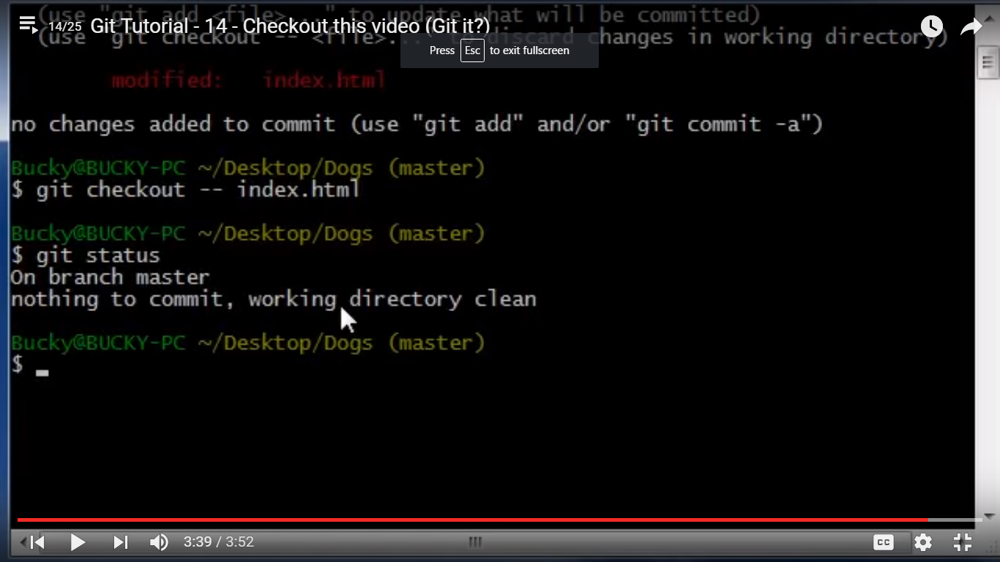 (use "git add <file>..." to update what will be committed)
14/25 Git Tutorial - 14 - Checkout this video (Git it?)
(use "git checkout -- <file>..." to discard changes in working directory)
Press Esc to exit fullscreen
modified: index.html
no changes added to commit (use "git add" and/or "git commit -a")
Bucky@BUCKY-PC ~/Desktop/Dogs (master)
$ git checkout -- index.html
Bucky@BUCKY-PC ~/Desktop/Dogs (master)
$ git status
On branch master
nothing to commit, working directory clean
Bucky@BUCKY-PC ~/Desktop/Dogs (master)
$
3:39 / 3:52
CC